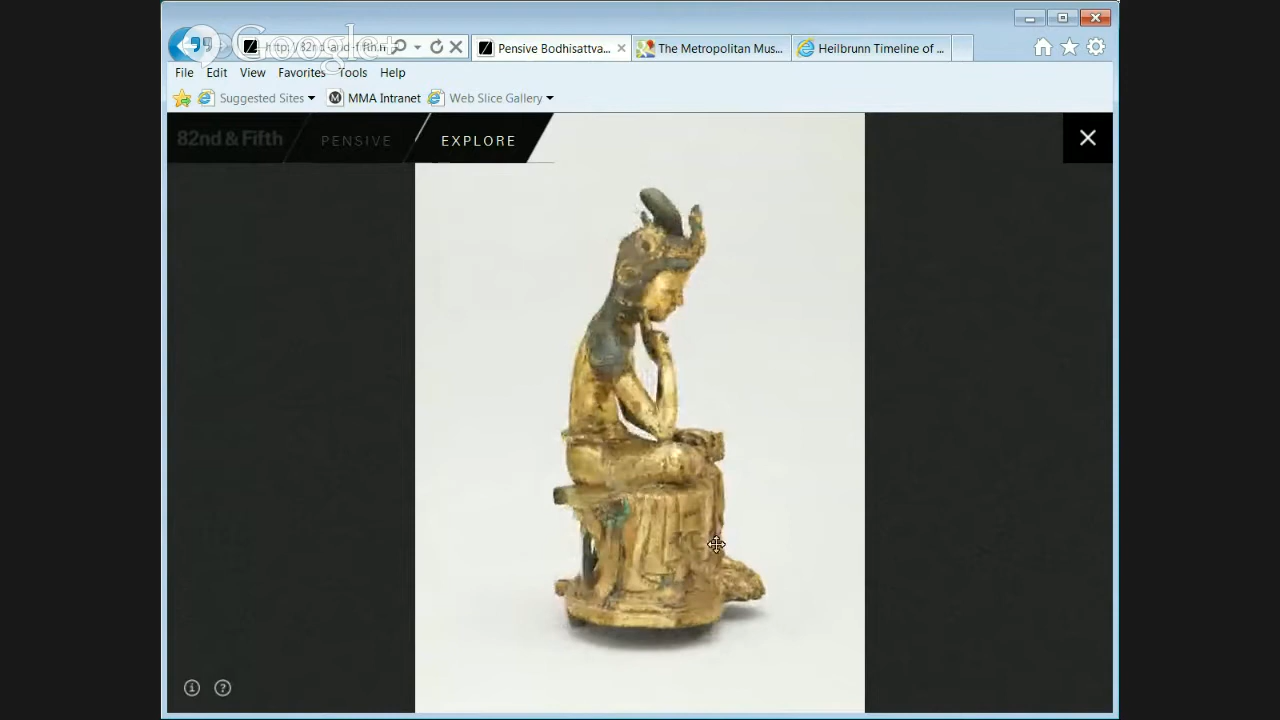 Google
Pensive Bodhisattva...
The Metropolitan Mus...
Heilbrunn Timeline of ...
File Edit View Favorites Tools Help
Suggested Sites MMA Intranet Web Slice Gallery
82nd & Fifth PENSIVE EXPLORE